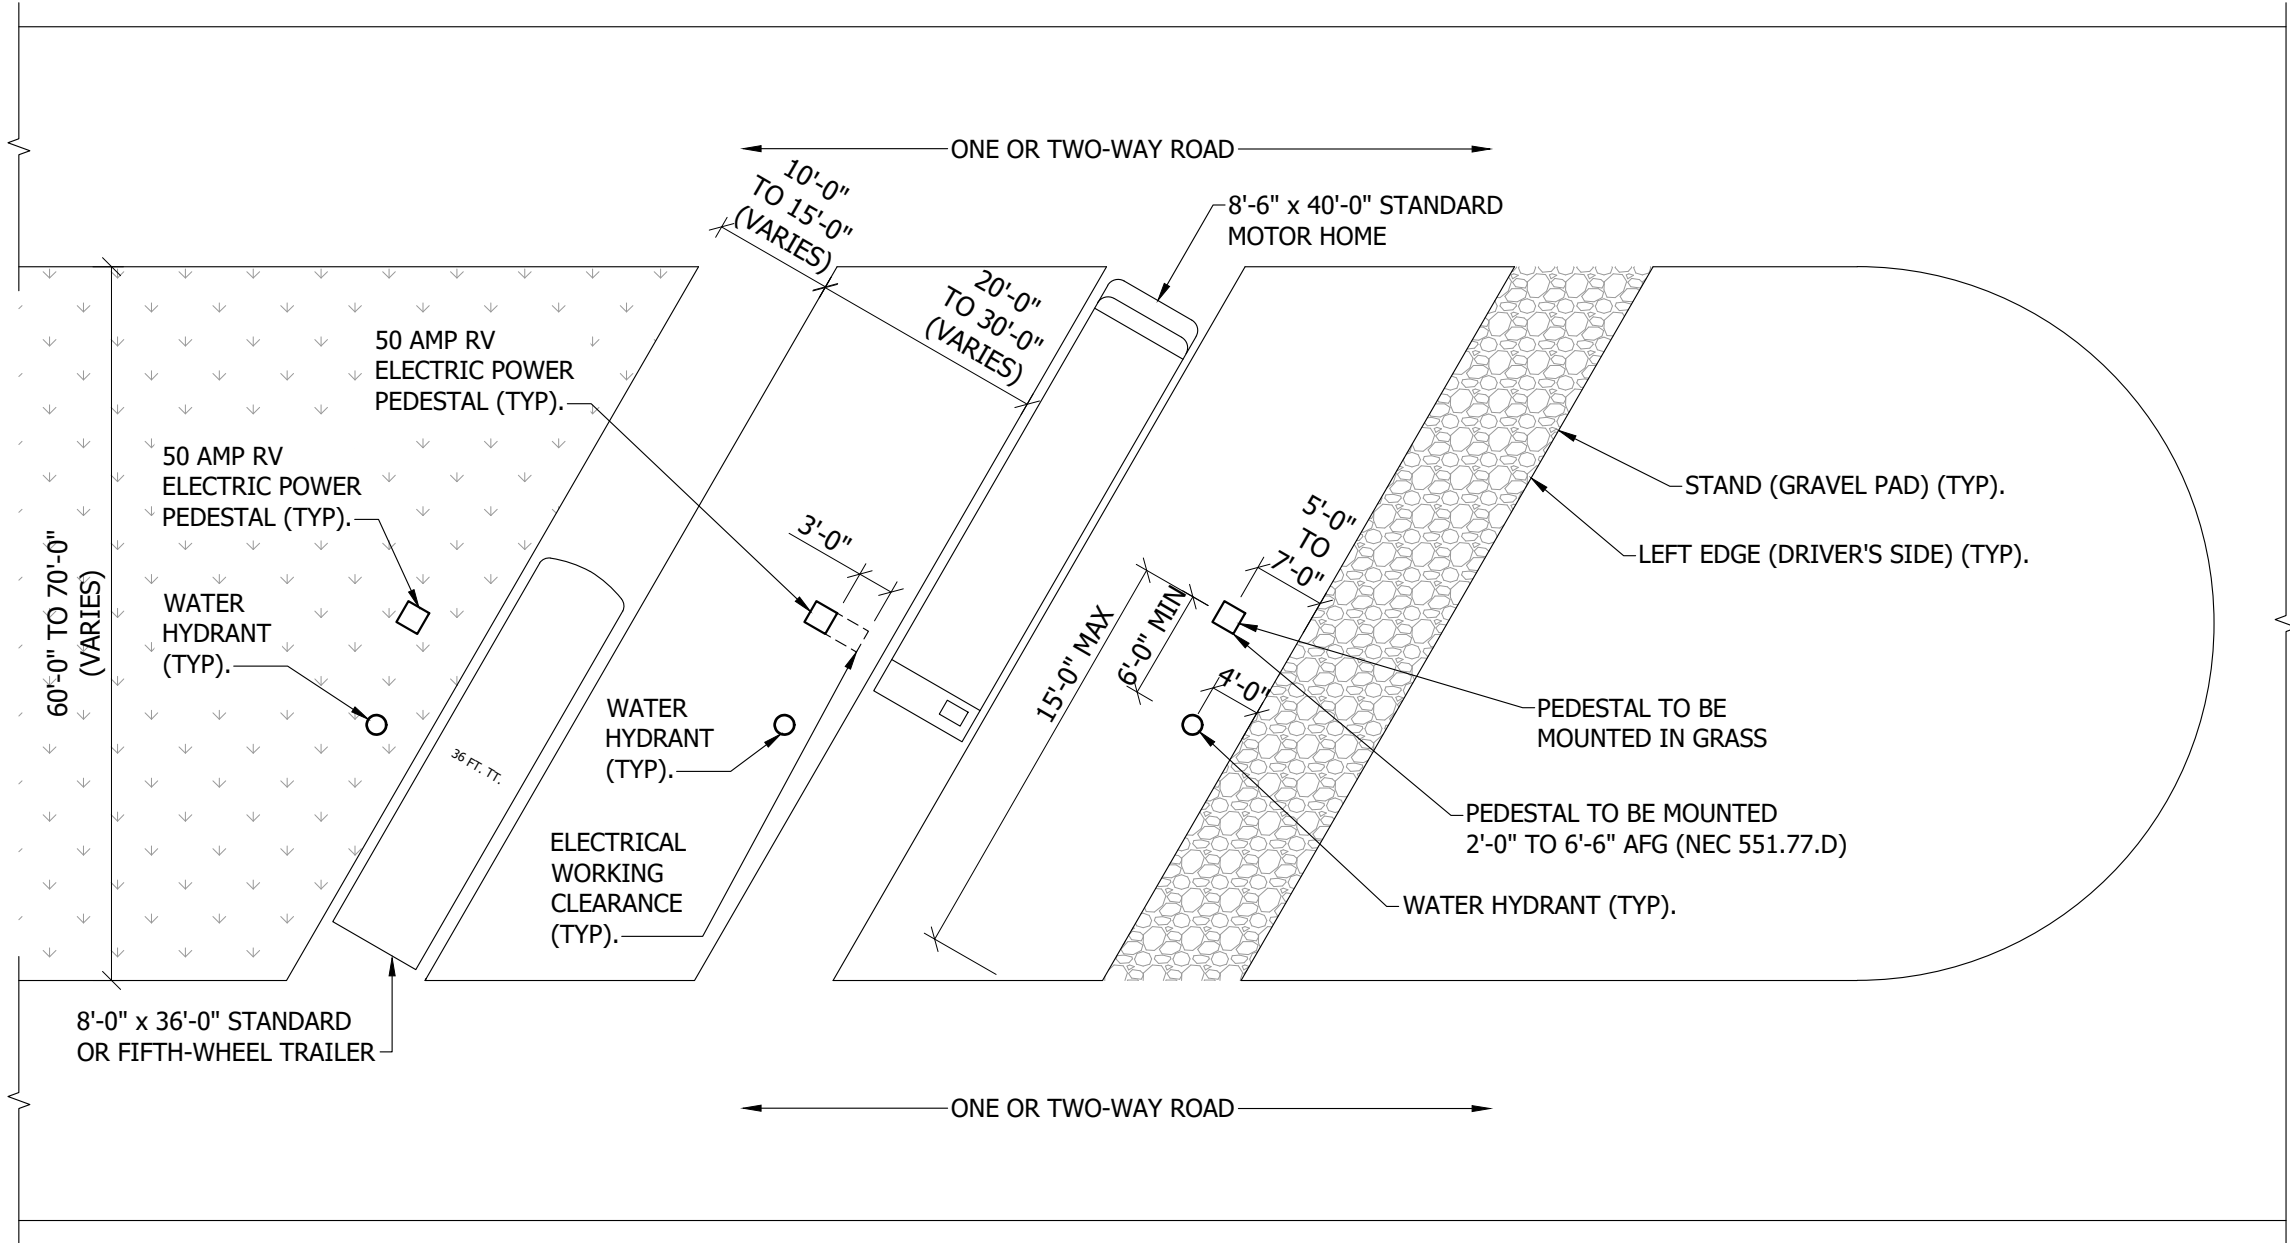 ONE OR TWO-WAY ROAD
10'-0"
TO 15'-0"
(VARIES)
8'-6" x 40'-0" STANDARD
MOTOR HOME
20'-0"
TO 30'-0"
(VARIES)
50 AMP RV
ELECTRIC POWER
PEDESTAL (TYP).
50 AMP RV
ELECTRIC POWER
PEDESTAL (TYP).
60'-0" TO 70'-0"
(VARIES)
WATER
HYDRANT
(TYP).
3'-0"
5'-0"
TO
7'-0"
STAND (GRAVEL PAD) (TYP).
LEFT EDGE (DRIVER'S SIDE) (TYP).
15'-0" MAX
6'-0" MIN
4'-0"
WATER
HYDRANT
(TYP).
36 FT. TT.
PEDESTAL TO BE
MOUNTED IN GRASS
PEDESTAL TO BE MOUNTED
2'-0" TO 6'-6" AFG (NEC 551.77.D)
ELECTRICAL
WORKING
CLEARANCE
(TYP).
WATER HYDRANT (TYP).
8'-0" x 36'-0" STANDARD
OR FIFTH-WHEEL TRAILER
ONE OR TWO-WAY ROAD